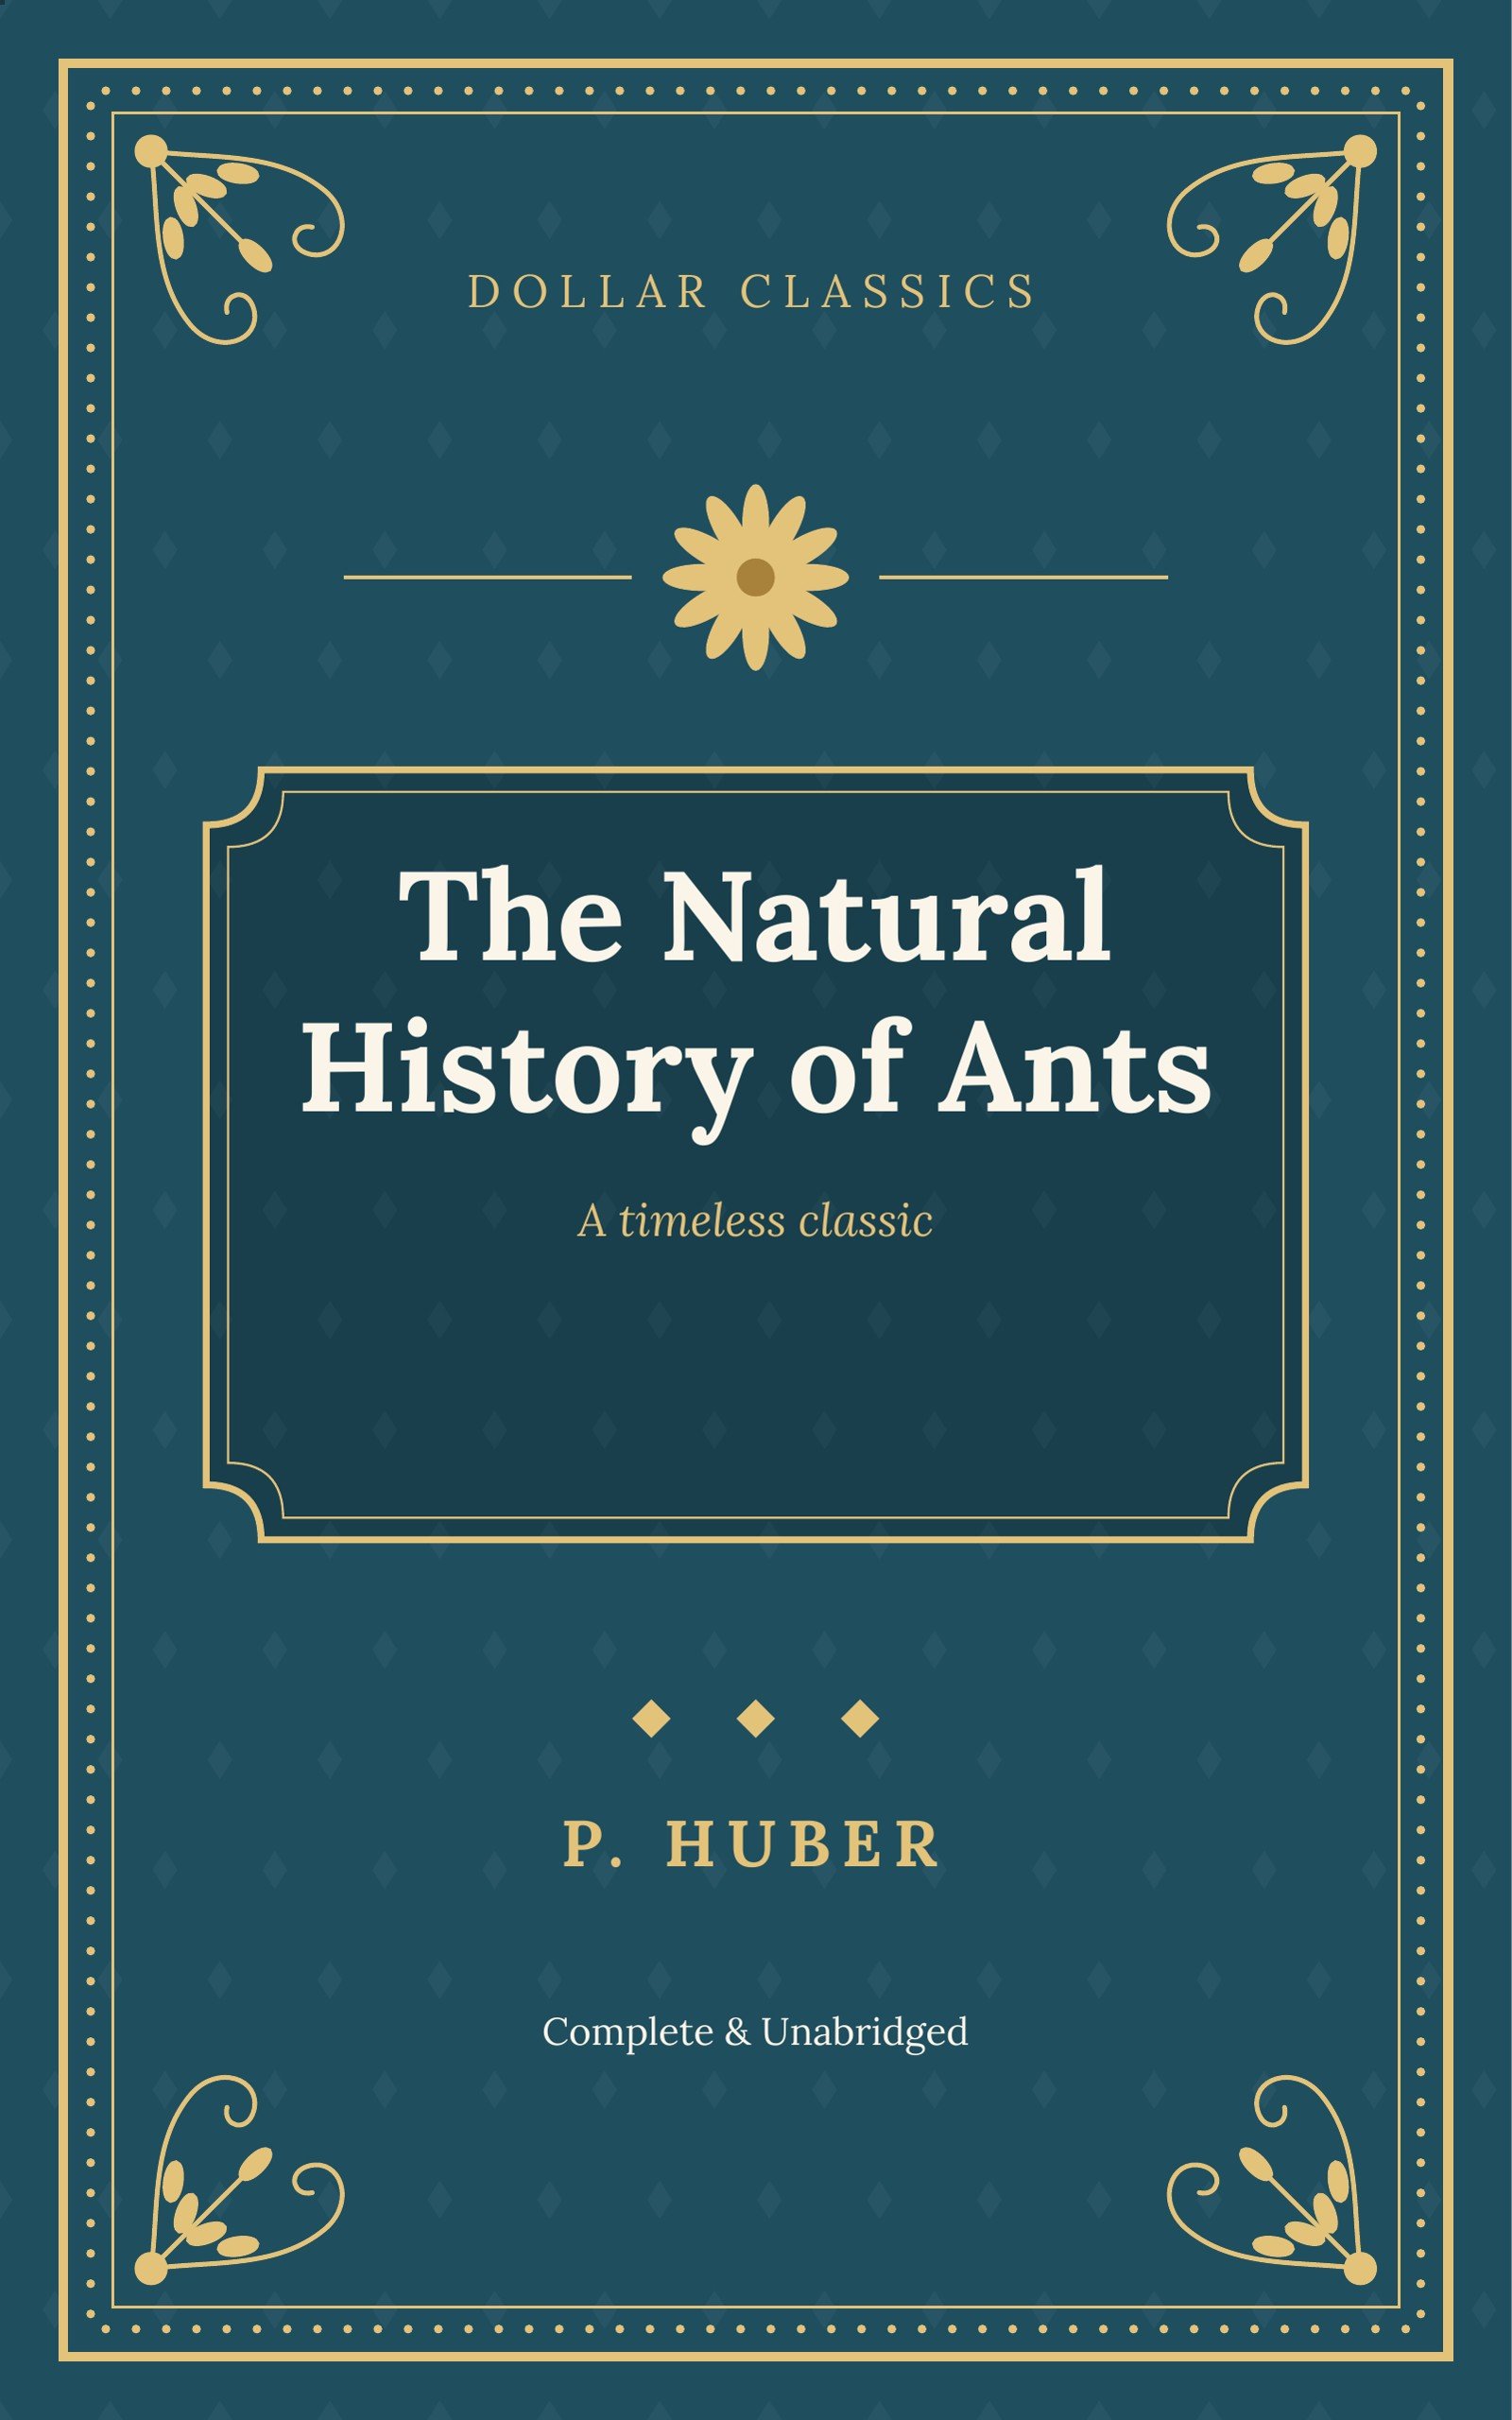 DOLLAR CLASSICS
The Natural
History of Ants
A timeless classic
P. HUBER
Complete & Unabridged